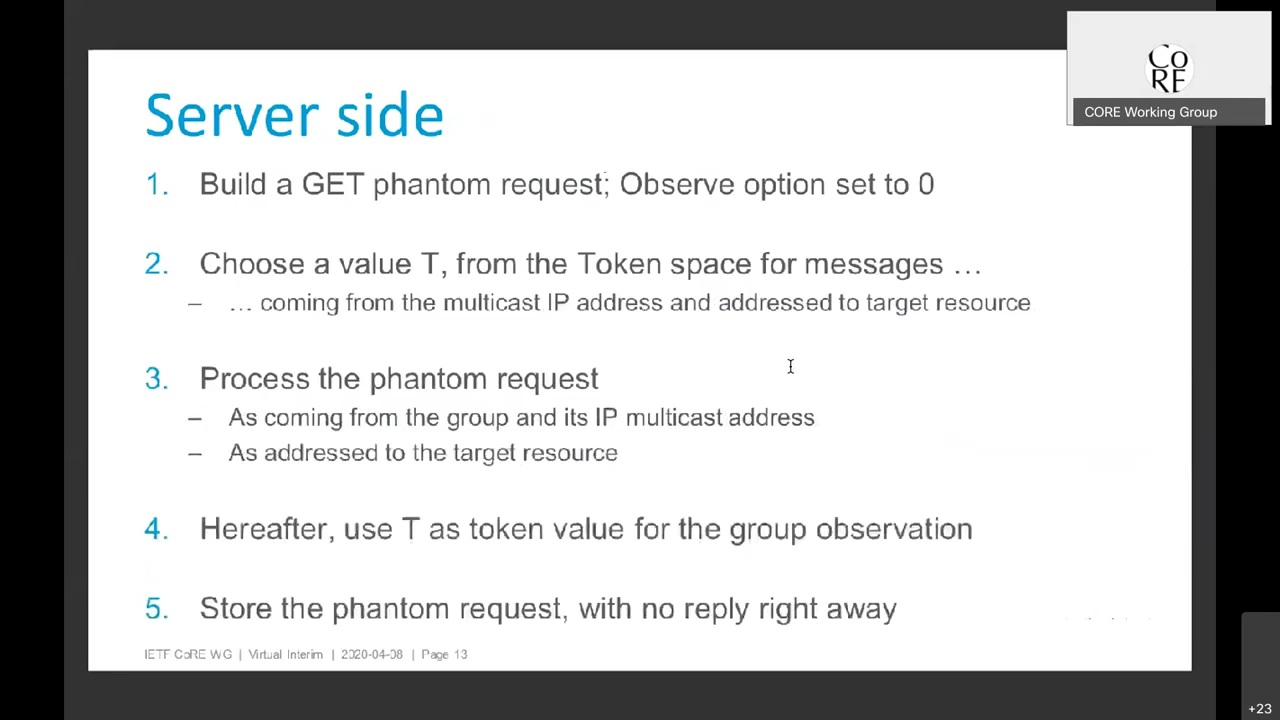 Server side
1. Build a GET phantom request; Observe option set to 0
2. Choose a value T, from the Token space for messages …
– … coming from the multicast IP address and addressed to target resource
3. Process the phantom request
– As coming from the group and its IP multicast address
– As addressed to the target resource
4. Hereafter, use T as token value for the group observation
5. Store the phantom request, with no reply right away
IETF CoRE WG | Virtual Interim | 2020-04-08 | Page 13
Co
RE
CORE Working Group
+23